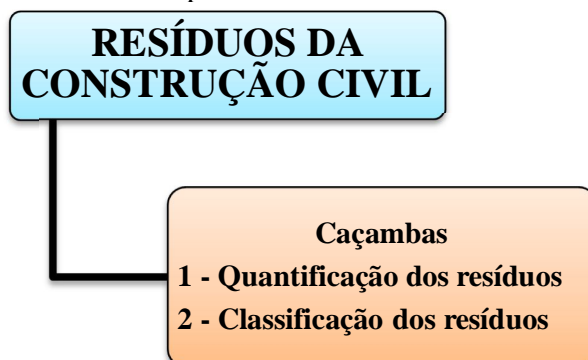 RESÍDUOS DA
CONSTRUÇÃO CIVIL
Caçambas
1 - Quantificação dos resíduos
2 - Classificação dos resíduos